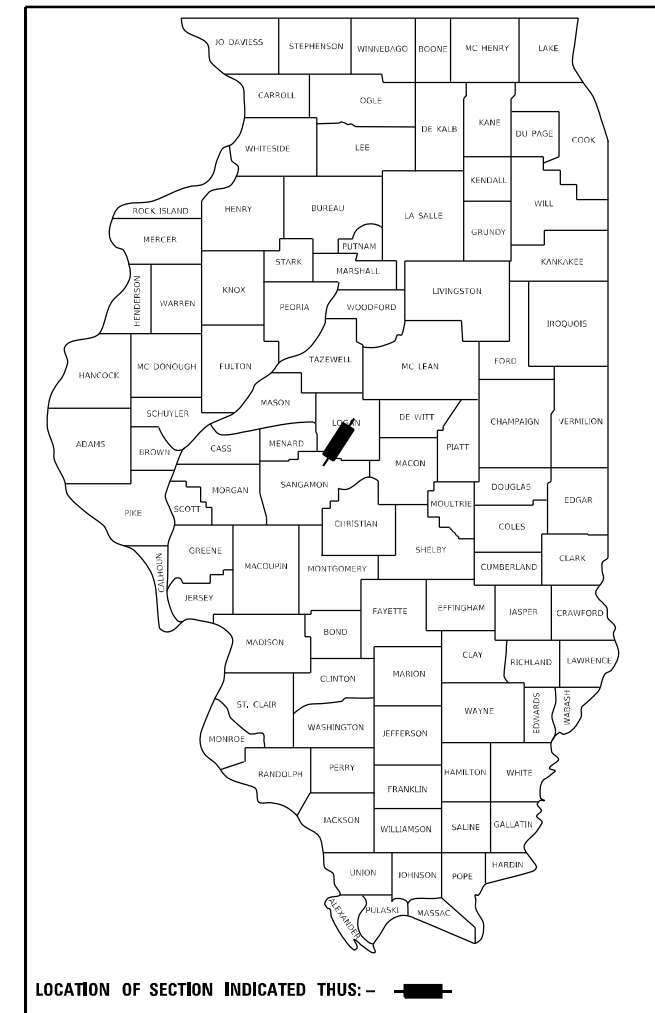 JO DAVIESS
STEPHENSON
WINNEBAGO
BOONE
MC HENRY
LAKE
CARROLL
OGLE
DE KALB
KANE
DU PAGE
COOK
WHITESIDE
LEE
KENDALL
WILL
ROCK ISLAND
HENRY
BUREAU
LA SALLE
GRUNDY
MERCER
PUTNAM
STARK
MARSHALL
KANKAKEE
HENDERSON
WARREN
KNOX
PEORIA
WOODFORD
LIVINGSTON
IROQUOIS
HANCOCK
MC DONOUGH
FULTON
TAZEWELL
MC LEAN
FORD
MASON
SCHUYLER
LOGAN
DE WITT
CHAMPAIGN
VERMILION
ADAMS
BROWN
CASS
MENARD
PIATT
MACON
SANGAMON
MORGAN
DOUGLAS
EDGAR
PIKE
SCOTT
CHRISTIAN
MOULTRIE
COLES
GREENE
MACOUPIN
MONTGOMERY
SHELBY
CUMBERLAND
CLARK
CALHOUN
JERSEY
FAYETTE
EFFINGHAM
JASPER
CRAWFORD
MADISON
BOND
CLAY
RICHLAND
LAWRENCE
CLINTON
MARION
ST. CLAIR
WAYNE
EDWARDS
WABASH
WASHINGTON
JEFFERSON
MONROE
RANDOLPH
PERRY
HAMILTON
WHITE
FRANKLIN
JACKSON
WILLIAMSON
SALINE
GALLATIN
HARDIN
UNION
JOHNSON
POPE
ALEXANDER
PULASKI
MASSAC
LOCATION OF SECTION INDICATED THUS: –